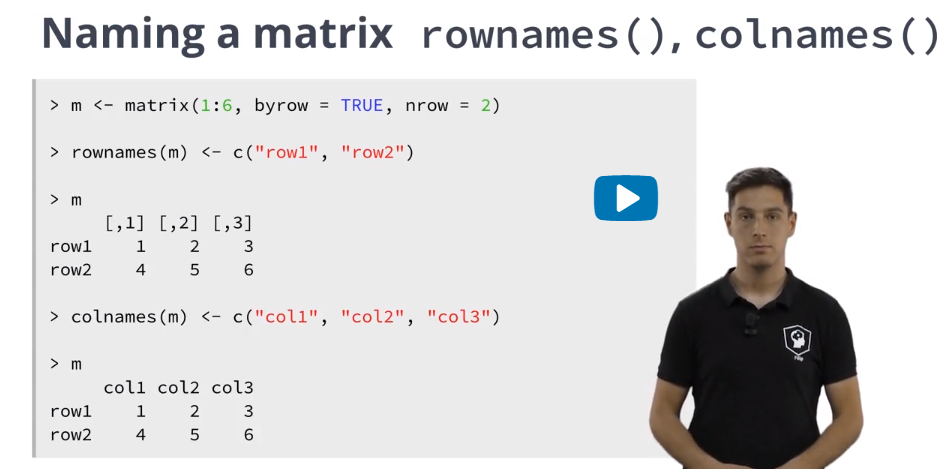 Naming a matrix rownames(), colnames()
> m <- matrix(1:6, byrow = TRUE, nrow = 2)
> rownames(m) <- c("row1", "row2")
> m
[,1] [,2] [,3]
row1 1 2 3
row2 4 5 6
> colnames(m) <- c("col1", "col2", "col3")
> m
col1 col2 col3
row1 1 2 3
row2 4 5 6